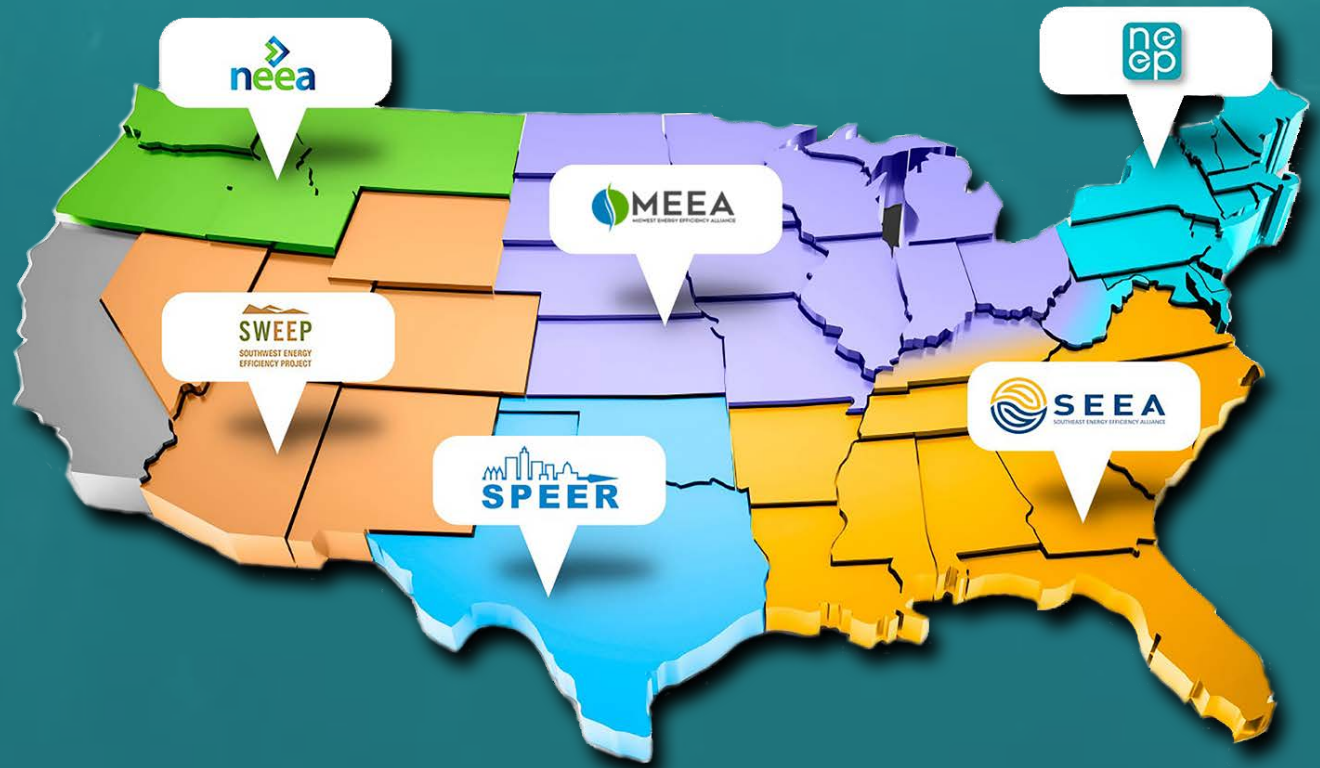 neea
ne
ep
MEEA
MIDWEST ENERGY EFFICIENCY ALLIANCE
SWEEP
SOUTHWEST ENERGY
EFFICIENCY PROJECT
SEEA
SOUTHEAST ENERGY EFFICIENCY ALLIANCE
SPEER